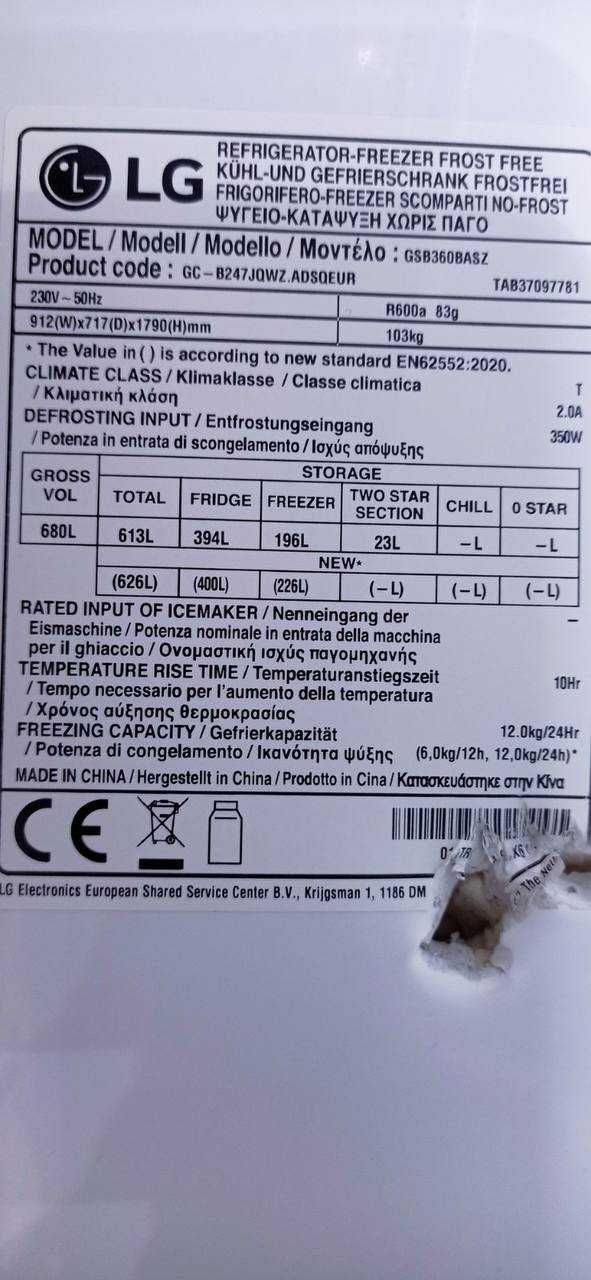 LG
REFRIGERATOR-FREEZER FROST FREE
KÜHL-UND GEFRIERSCHRANK FROSTFREI
FRIGORIFERO-FREEZER SCOMPARTI NO-FROST
ΨΥΓΕΙΟ-ΚΑΤΑΨΥΞΗ ΧΩΡΙΣ ΠΑΓΟ
MODEL / Modell / Modello / Μοντέλο : GSB360BASZ
Product code : GC-B247JQWZ.ADSQEUR TAB37097781
230V~50Hz R600a 83g
912(W)x717(D)x1790(H)mm 103kg
* The Value in ( ) is according to new standard EN62552:2020.
CLIMATE CLASS / Klimaklasse / Classe climatica T
/ Κλιματική κλάση 2.0A
DEFROSTING INPUT / Entfrostungseingang 350W
/ Potenza in entrata di scongelamento / Ισχύς απόψυξης
GROSS VOL STORAGE
TOTAL FRIDGE FREEZER TWO STAR SECTION CHILL 0 STAR
680L 613L 394L 196L 23L -L -L
NEW*
(626L) (400L) (226L) (-L) (-L) (-L)
RATED INPUT OF ICEMAKER / Nenneingang der –
Eismaschine / Potenza nominale in entrata della macchina
per il ghiaccio / Ονομαστική ισχύς παγομηχανής
TEMPERATURE RISE TIME / Temperaturanstiegszeit 10Hr
/ Tempo necessario per l'aumento della temperatura
/ Χρόνος αύξησης θερμοκρασίας
FREEZING CAPACITY / Gefrierkapazität 12.0kg/24Hr
/ Potenza di congelamento / Ικανότητα ψύξης (6,0kg/12h, 12,0kg/24h)*
MADE IN CHINA / Hergestellt in China / Prodotto in Cina / Κατασκευάστηκε στην Κίνα
CE
LG Electronics European Shared Service Center B.V., Krijgsman 1, 1186 DM
The